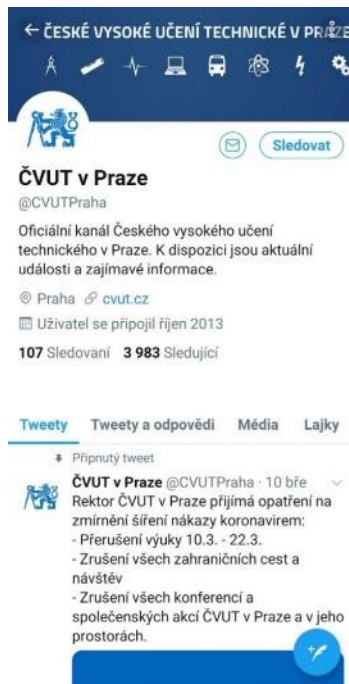 ← ČESKÉ VYSOKÉ UČENÍ TECHNICKÉ V PRAZE
Sledovat
ČVUT v Praze
@CVUTPraha
Oficiální kanál Českého vysokého učení
technického v Praze. K dispozici jsou aktuální
události a zajímavé informace.
Praha cvut.cz
Uživatel se připojil říjen 2013
107 Sledovaní 3 983 Sledující
Tweety Tweety a odpovědi Média Lajky
Připnutý tweet
ČVUT v Praze @CVUTPraha · 10 bře
Rektor ČVUT v Praze přijímá opatření na
zmírnění šíření nákazy koronavirem:
- Přerušení výuky 10.3. - 22.3.
- Zrušení všech zahraničních cest a
návštěv
- Zrušení všech konferencí a
společenských akcí ČVUT v Praze a v jeho
prostorách.